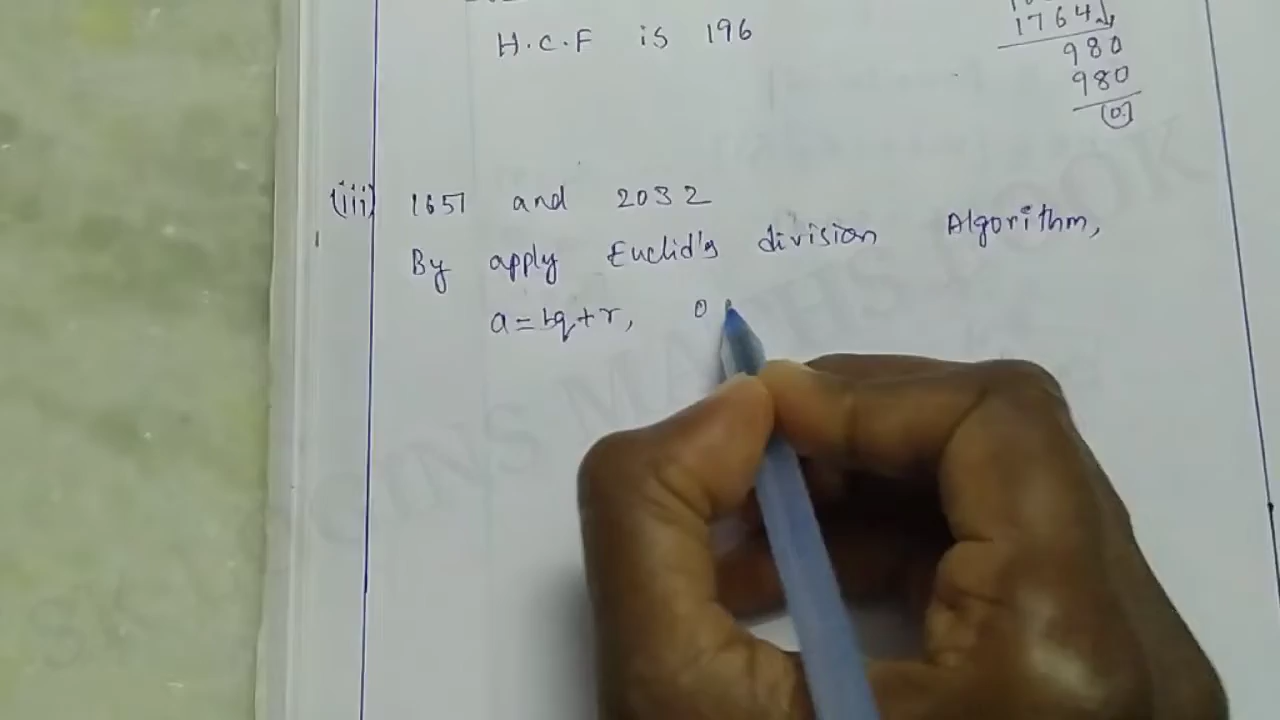 1764
H.C.F is 196
980
980
0
(iii) 1651 and 2032
By apply Euclid's division Algorithm,
a = bq + r, 0